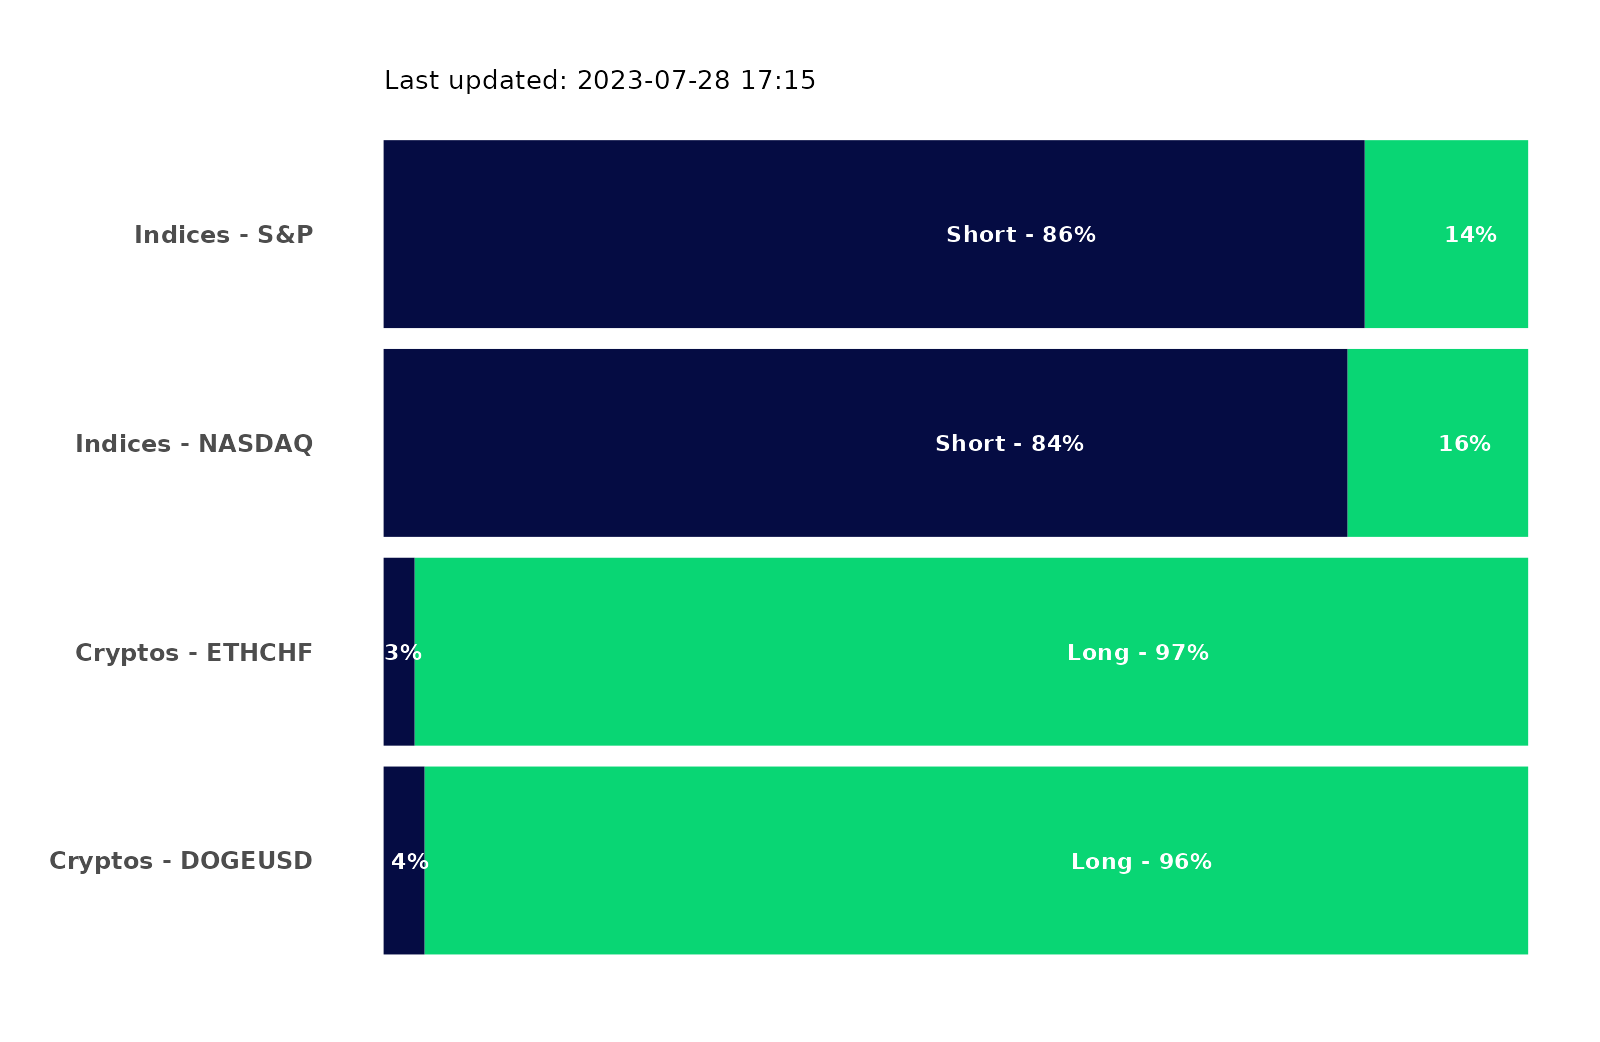 Last updated: 2023-07-28 17:15
Indices - S&P Short - 86% 14%
Indices - NASDAQ Short - 84% 16%
Cryptos - ETHCHF 3% Long - 97%
Cryptos - DOGEUSD 4% Long - 96%